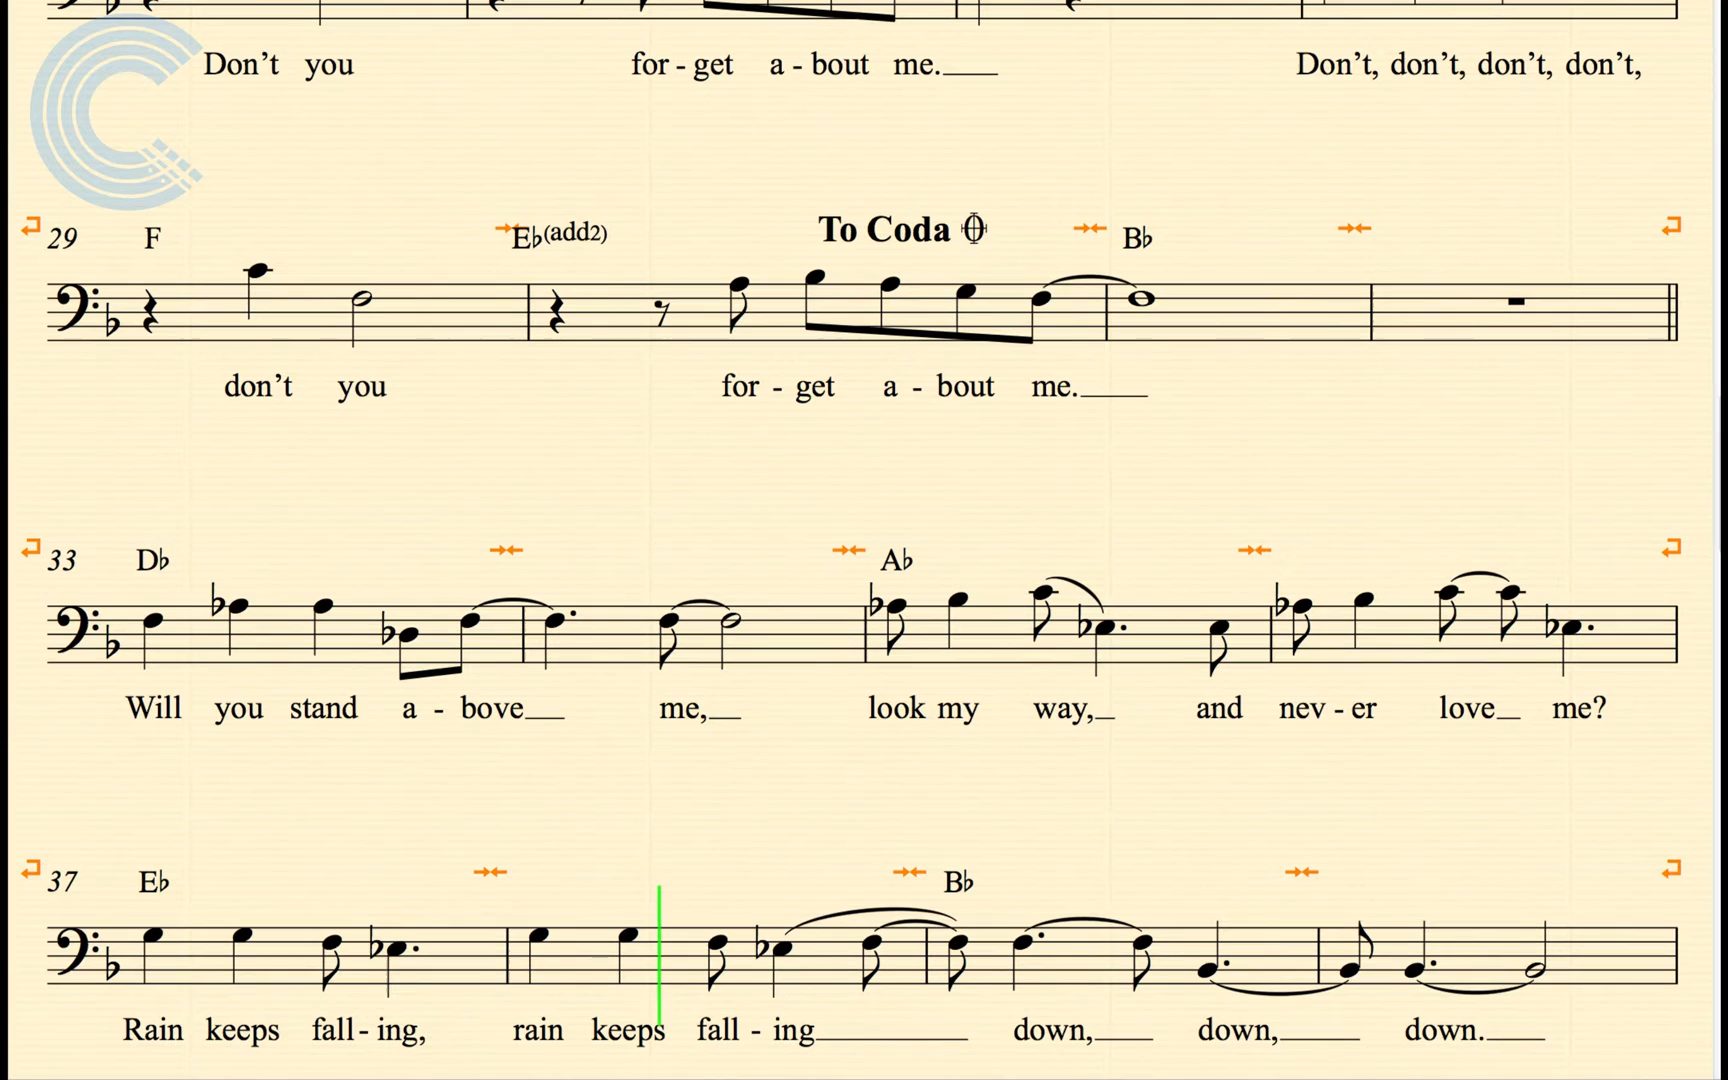 Don’t you for - get a - bout me. Don’t, don’t, don’t, don’t,
29 F E♭(add2) To Coda B♭
don’t you for - get a - bout me.
33 D♭ A♭
Will you stand a - bove me, look my way, and nev - er love me?
37 E♭ B♭
Rain keeps fall - ing, rain keeps fall - ing down, down, down.